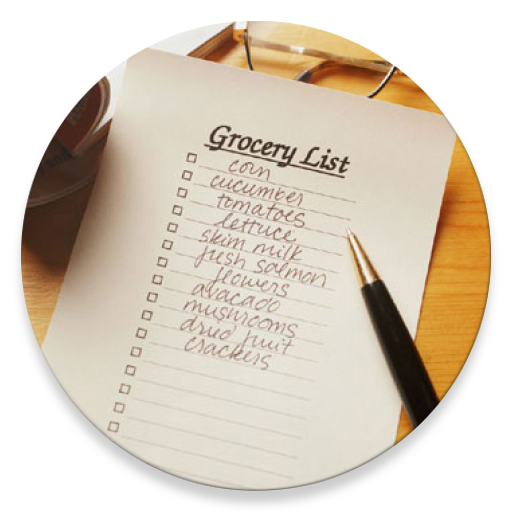 Grocery List
corn
cucumber
tomatoes
lettuce
skim milk
fresh salmon
flowers
avacado
mushrooms
dried fruit
crackers